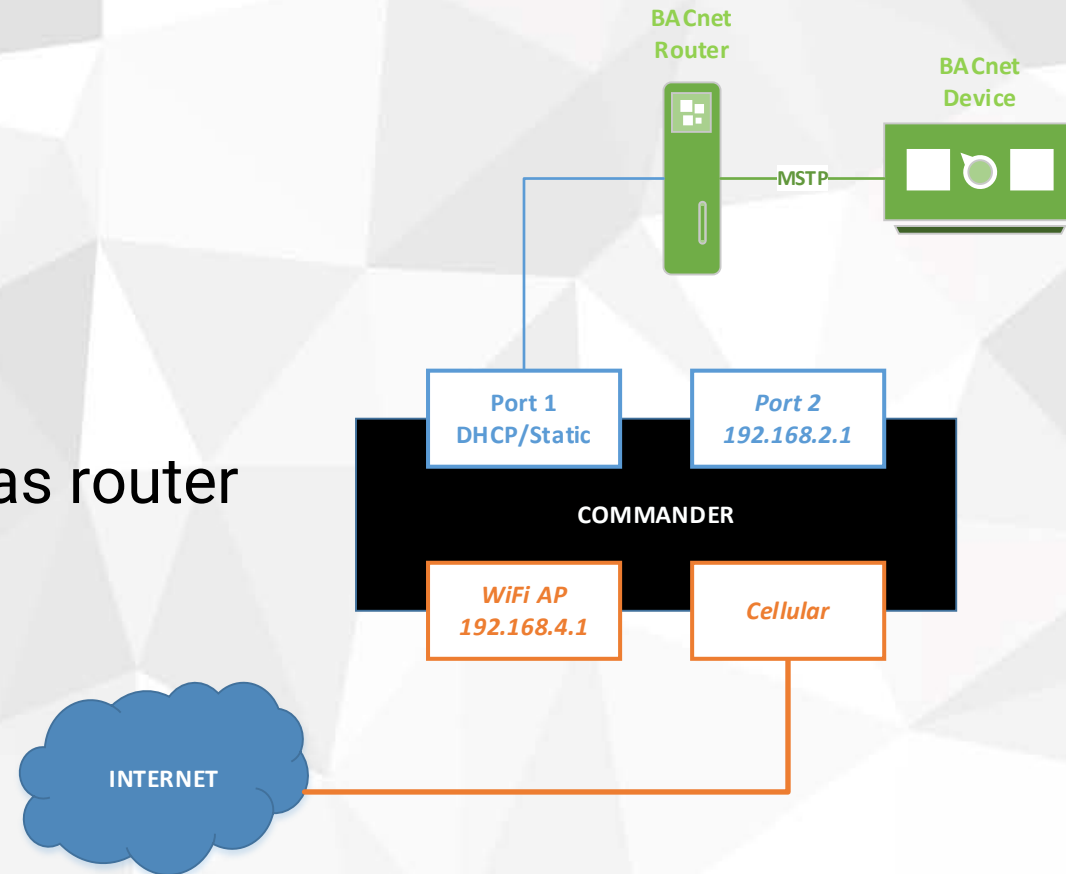 BACnet
Router
BACnet
Device
MSTP
Port 1
DHCP/Static
Port 2
192.168.2.1
as router
COMMANDER
WiFi AP
192.168.4.1
Cellular
INTERNET